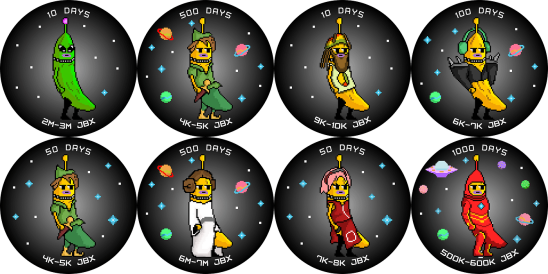 10 DAYS
2M-3M JBX
500 DAYS
4K-5K JBX
10 DAYS
9K-10K JBX
100 DAYS
6K-7K JBX
50 DAYS
4K-5K JBX
500 DAYS
6M-7M JBX
50 DAYS
7K-8K JBX
1000 DAYS
500K-600K JBX